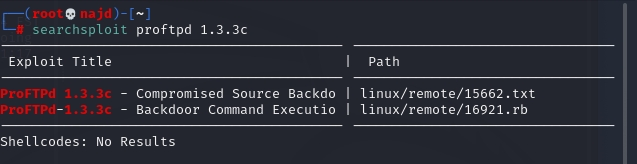 (root💀najd)-[~]
# searchsploit proftpd 1.3.3c
Exploit Title | Path
ProFTPd 1.3.3c - Compromised Source Backdo | linux/remote/15662.txt
ProFTPd-1.3.3c - Backdoor Command Executio | linux/remote/16921.rb
Shellcodes: No Results